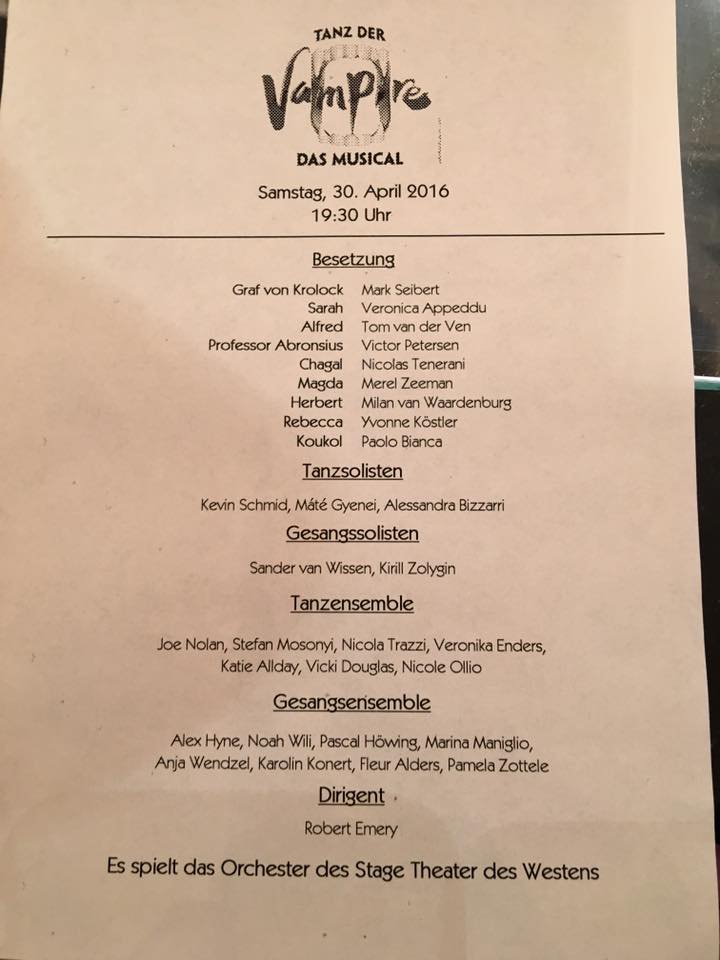 TANZ DER
Vampire
DAS MUSICAL
Samstag, 30. April 2016
19:30 Uhr
Besetzung
Graf von Krolock Mark Seibert
Sarah Veronica Appeddu
Alfred Tom van der Ven
Professor Abronsius Victor Petersen
Chagal Nicolas Tenerani
Magda Merel Zeeman
Herbert Milan van Waardenburg
Rebecca Yvonne Köstler
Koukol Paolo Bianca
Tanzsolisten
Kevin Schmid, Máté Gyenei, Alessandra Bizzarri
Gesangssolisten
Sander van Wissen, Kirill Zolygin
Tanzensemble
Joe Nolan, Stefan Mosonyi, Nicola Trazzi, Veronika Enders,
Katie Allday, Vicki Douglas, Nicole Ollio
Gesangsensemble
Alex Hyne, Noah Wili, Pascal Höwing, Marina Maniglio,
Anja Wendzel, Karolin Konert, Fleur Alders, Pamela Zottele
Dirigent
Robert Emery
Es spielt das Orchester des Stage Theater des Westens